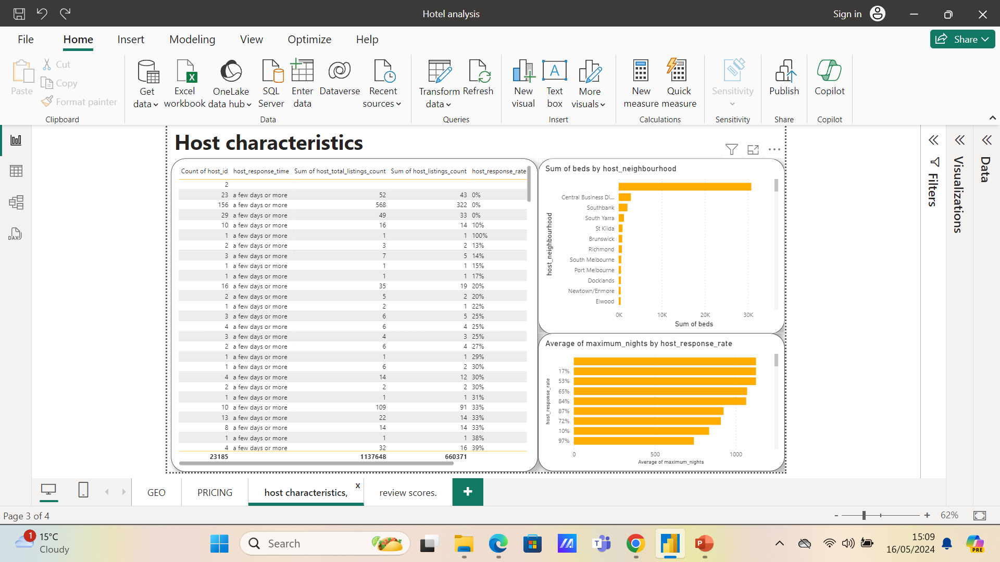 Hotel analysis
Sign in
File Home Insert Modeling View Optimize Help
Share
Paste
Cut
Copy
Format painter
Clipboard
Get data
Excel workbook
OneLake data hub
SQL Server
Enter data
Dataverse
Recent sources
Data
Transform data
Refresh
Queries
New visual
Text box
More visuals
Insert
New measure
Quick measure
Calculations
Sensitivity
Sensitivity
Publish
Share
Copilot
Copilot
Host characteristics
Count of host_id host_response_time Sum of host_total_listings_count Sum of host_listings_count host_response_rate
2
23 a few days or more 52 43 0%
156 a few days or more 568 322 0%
29 a few days or more 49 33 0%
10 a few days or more 16 14 10%
1 a few days or more 1 1 100%
2 a few days or more 3 2 13%
3 a few days or more 7 5 14%
1 a few days or more 1 1 15%
1 a few days or more 1 1 17%
16 a few days or more 35 19 20%
2 a few days or more 5 2 20%
1 a few days or more 2 1 22%
3 a few days or more 6 5 25%
4 a few days or more 6 4 25%
3 a few days or more 4 3 25%
2 a few days or more 6 4 27%
1 a few days or more 1 1 29%
1 a few days or more 6 2 30%
4 a few days or more 14 12 30%
2 a few days or more 2 2 30%
1 a few days or more 1 1 31%
10 a few days or more 109 91 33%
13 a few days or more 22 14 33%
8 a few days or more 14 14 33%
1 a few days or more 1 1 38%
4 a few days or more 32 16 39%
23185 1137648 660371
Sum of beds by host_neighbourhood
host_neighbourhood
Central Business Di...
Southbank
South Yarra
St Kilda
Brunswick
Richmond
South Melbourne
Port Melbourne
Docklands
Newtown/Enmore
Elwood
0K 10K 20K 30K
Sum of beds
Average of maximum_nights by host_response_rate
host_response_rate
17%
53%
65%
84%
87%
72%
10%
97%
0 500 1000
Average of maximum_nights
Filters
Visualizations
Data
DAX
GEO PRICING host characteristics, x review scores. +
Page 3 of 4
- + 62%
1
15°C
Cloudy
Search
T
P
15:09
16/05/2024
PRE